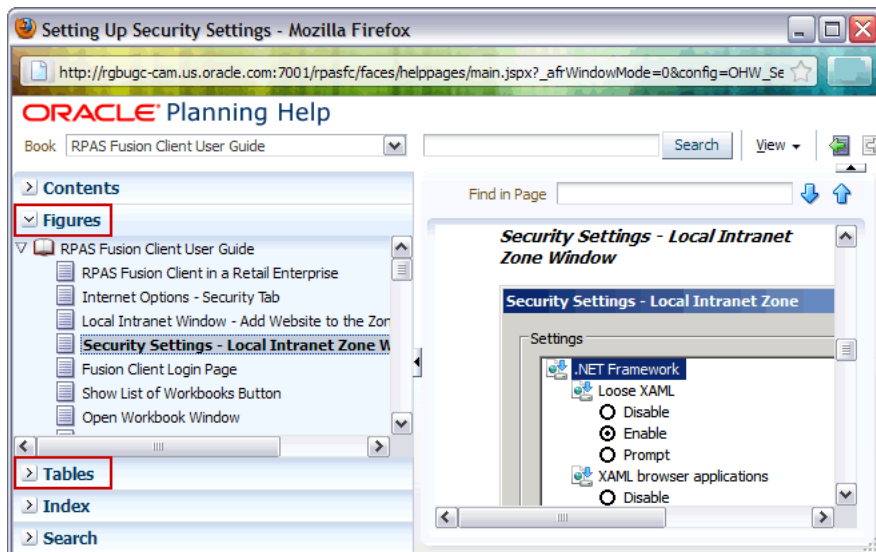 Setting Up Security Settings - Mozilla Firefox
http://rgbugc-cam.us.oracle.com:7001/rpasfc/faces/helppages/main.jspx?_afrWindowMode=0&config=OHW_Se
ORACLE Planning Help
Book RPAS Fusion Client User Guide Search View
Contents
Figures
RPAS Fusion Client User Guide
RPAS Fusion Client in a Retail Enterprise
Internet Options - Security Tab
Local Intranet Window - Add Website to the Zon
Security Settings - Local Intranet Zone W
Fusion Client Login Page
Show List of Workbooks Button
Open Workbook Window
Tables
Index
Search
Find in Page
Security Settings - Local Intranet
Zone Window
Security Settings - Local Intranet Zone
Settings
.NET Framework
Loose XAML
Disable
Enable
Prompt
XAML browser applications
Disable